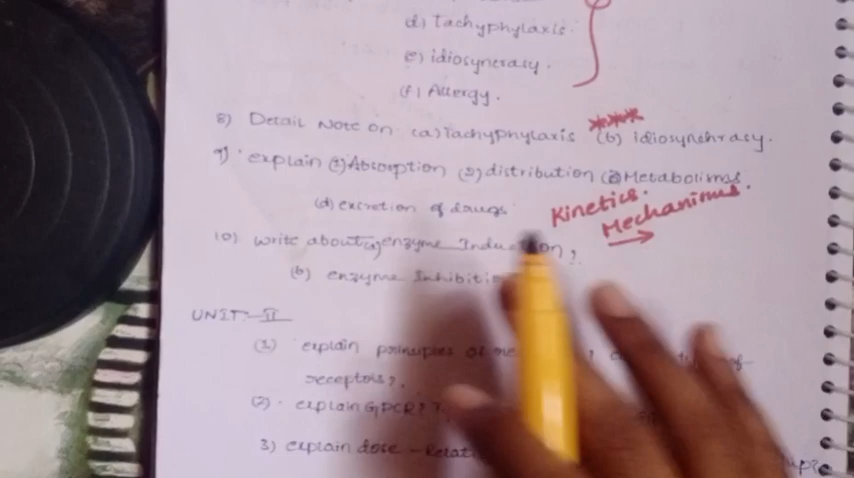 d) Tachyphylaxis.
e) idiosyncrasy.
(f) Allergy.
8) Detail Note on (a) Tachyphylaxis *** (b) idiosynchrasy.
9) explain (1) Absorption (2) distribution (3) Metabolisms
(d) excretion of drugs
Kinetics.
Mechanisms.
10) write about (a) enzyme Induction,
(b) enzyme Inhibiti
UNIT-II
(1) explain principles of
receptors?.
(2). explain GPCR??
3) explain dose - Relati